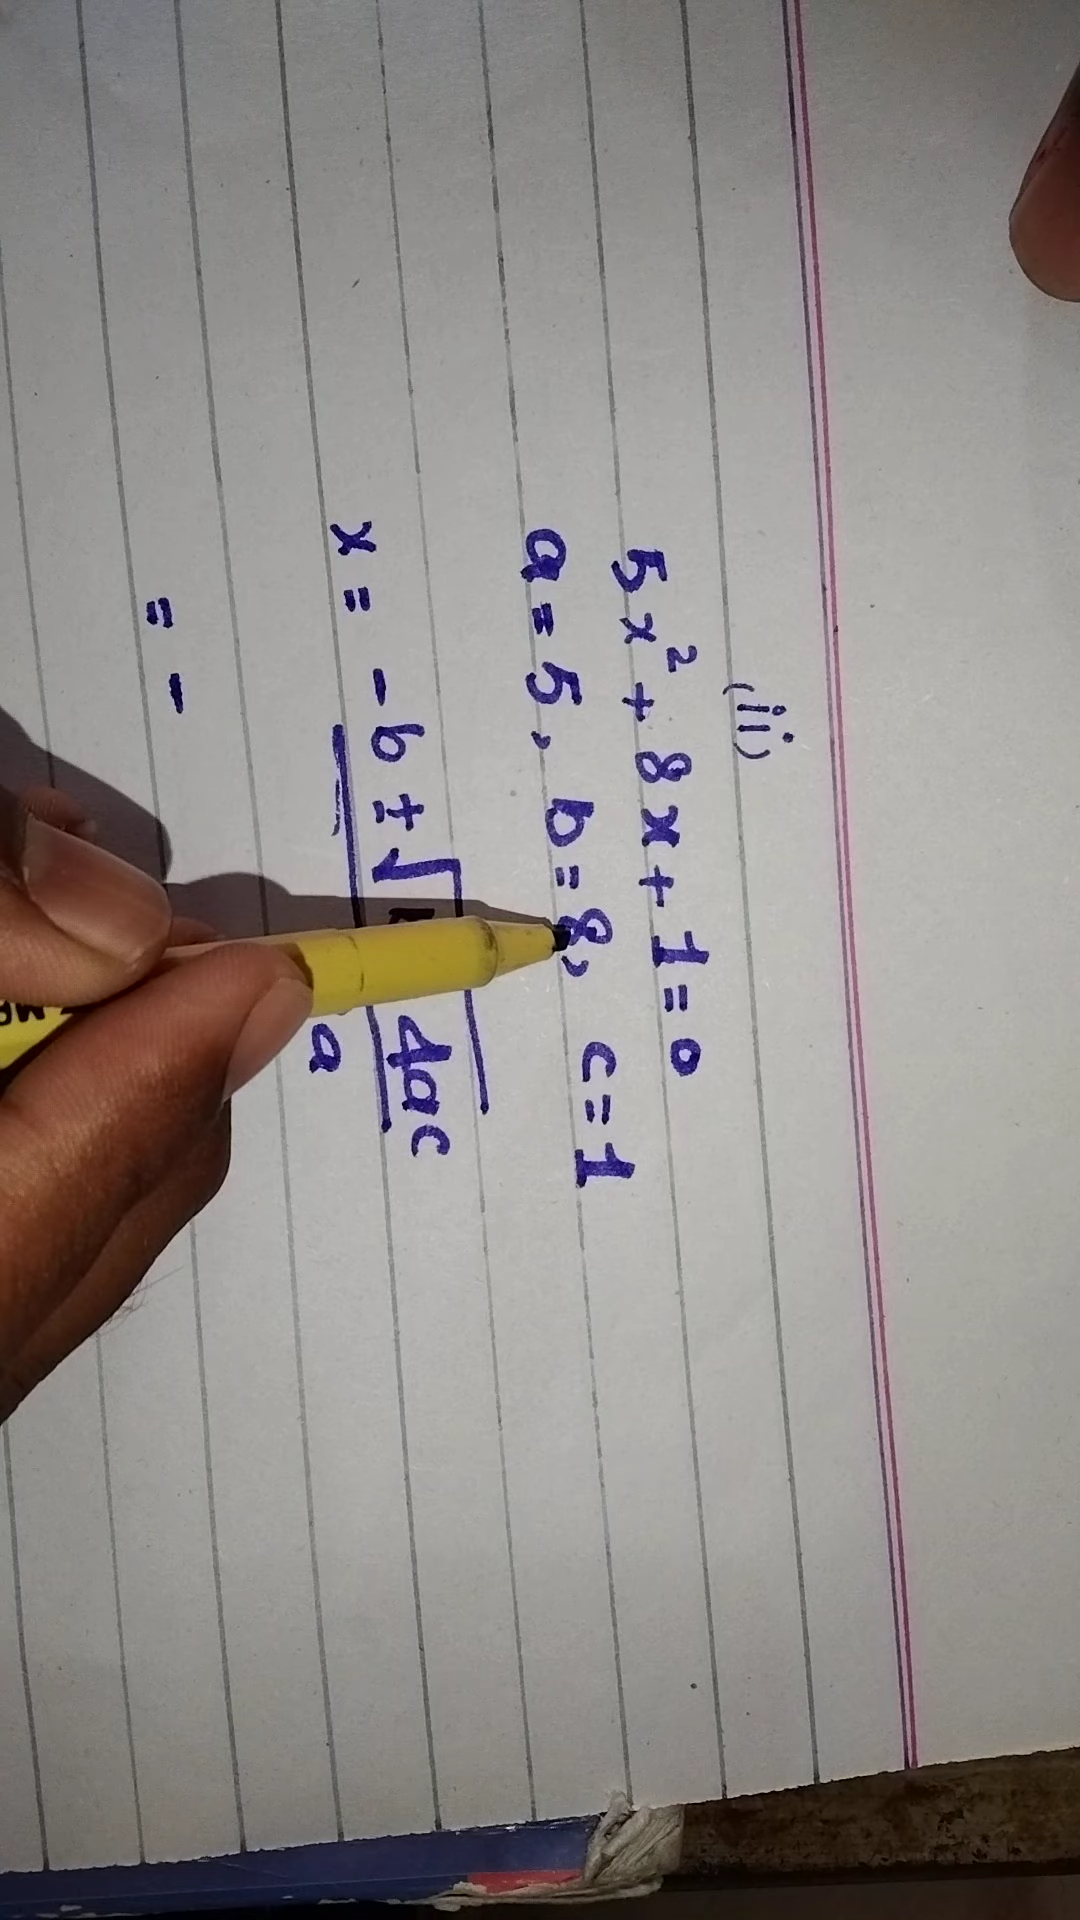 (ii)
5x² + 8x + 1 = 0
a = 5, b = 8, c = 1
x = -b ± √ 4ac
a
= -